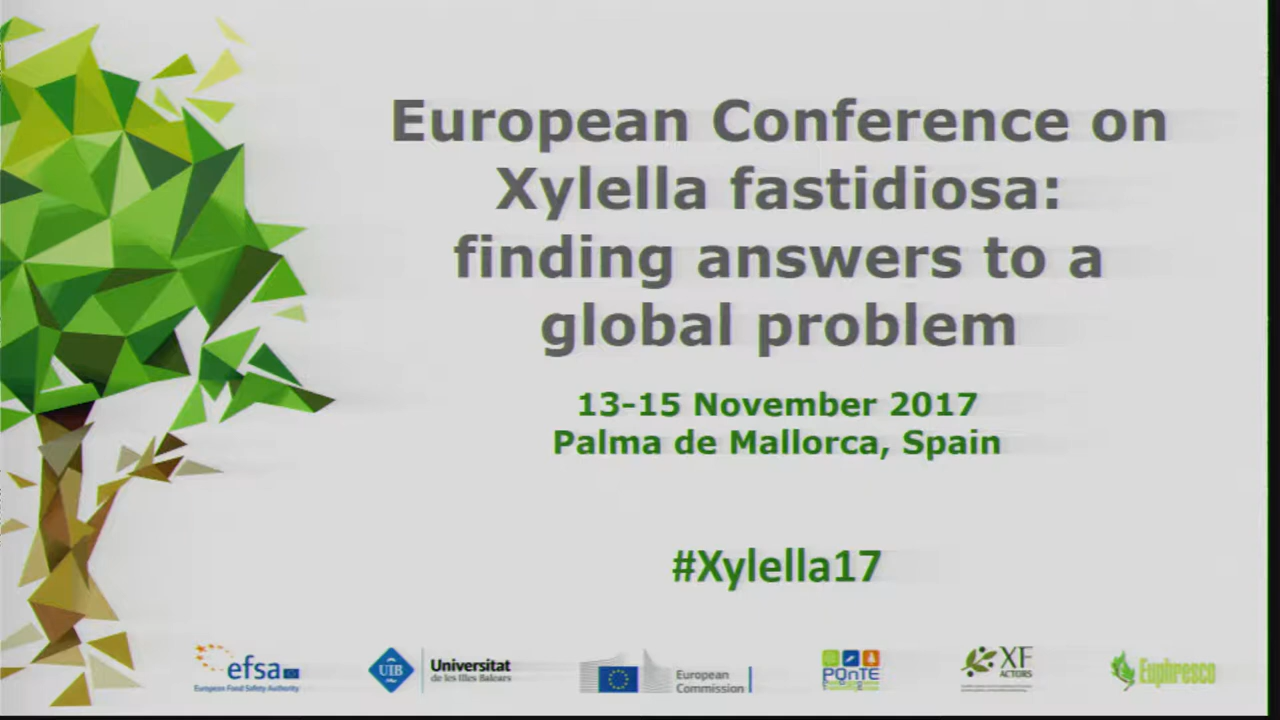 European Conference on
Xylella fastidiosa:
finding answers to a
global problem
13-15 November 2017
Palma de Mallorca, Spain
#Xylella17
efsa
European Food Safety Authority
UIB
Universitat
de les Illes Balears
European
Commission
PonTE
XF
ACTORS
Euphresco